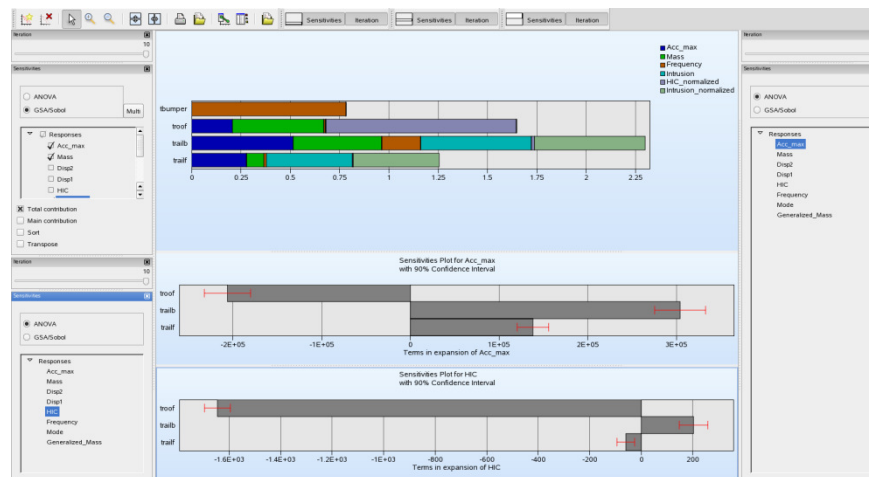 Sensitivities Iteration Sensitivities Iteration Sensitivities Iteration
Iteration
10
Sensitivities
ANOVA
GSA/Sobol
Multi
Responses
Acc_max
Mass
Disp2
Disp1
HIC
Total contribution
Main contribution
Sort
Transpose
Iteration
10
Sensitivities
ANOVA
GSA/Sobol
Responses
Acc_max
Mass
Disp2
Disp1
HIC
Frequency
Mode
Generalized_Mass
Acc_max
Mass
Frequency
Intrusion
HIC_normalized
Intrusion_normalized
tbumper
troof
trailb
trailf
0 0.25 0.5 0.75 1 1.25 1.5 1.75 2 2.25
Sensitivities Plot for Acc_max
with 90% Confidence Interval
troof
trailb
trailf
-2E+05 -1E+05 0 1E+05 2E+05 3E+05
Terms in expansion of Acc_max
Sensitivities Plot for HIC
with 90% Confidence Interval
troof
trailb
trailf
-1.6E+03 -1.4E+03 -1.2E+03 -1E+03 -800 -600 -400 -200 0 200
Terms in expansion of HIC
Iteration
Sensitivities
ANOVA
GSA/Sobol
Responses
Acc_max
Mass
Disp2
Disp1
HIC
Frequency
Mode
Generalized_Mass